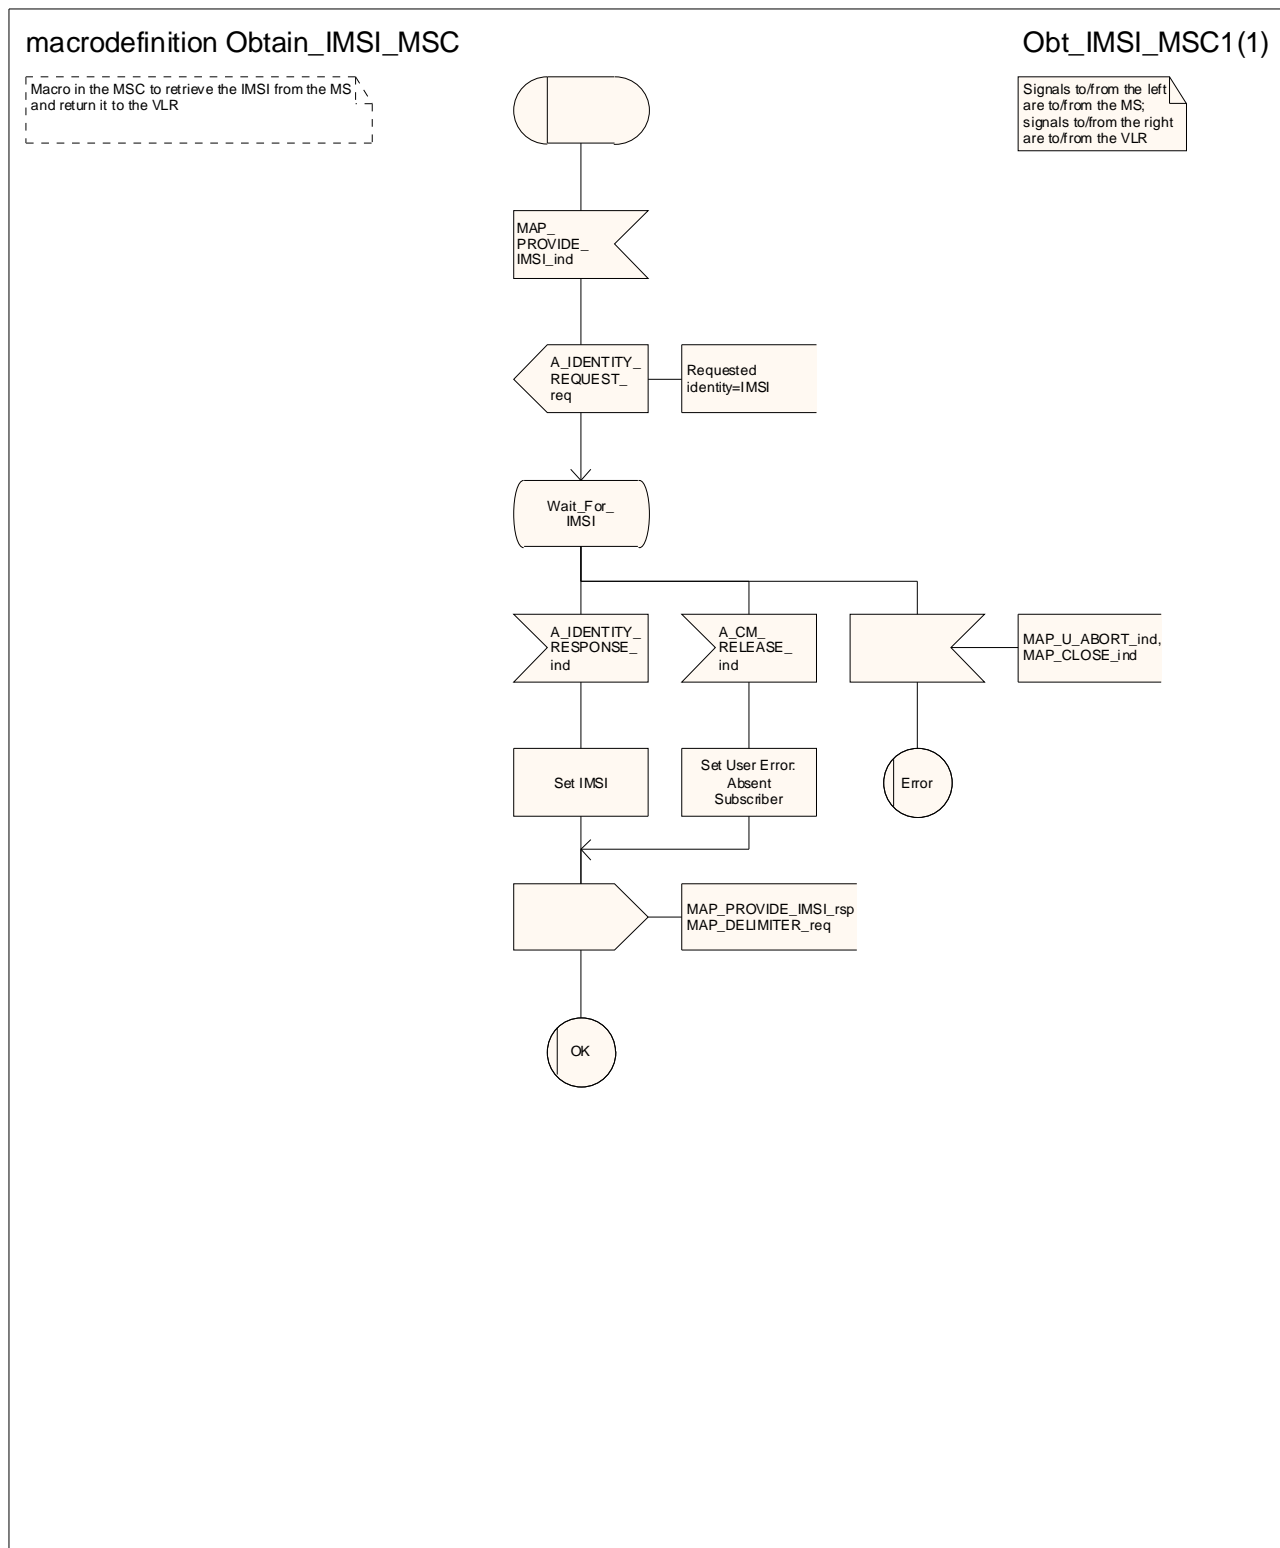 macrodefinition Obtain_IMSI_MSC
Obt_IMSI_MSC1(1)
Macro in the MSC to retrieve the IMSI from the MS
and return it to the VLR
Signals to/from the left
are to/from the MS;
signals to/from the right
are to/from the VLR
MAP_
PROVIDE_
IMSI_ind
A_IDENTITY_
REQUEST_
req
Requested
identity=IMSI
Wait_For_
IMSI
A_IDENTITY_
RESPONSE_
ind
A_CM_
RELEASE_
ind
MAP_U_ABORT_ind,
MAP_CLOSE_ind
Set IMSI
Set User Error:
Absent
Subscriber
Error
MAP_PROVIDE_IMSI_rsp
MAP_DELIMITER_req
OK